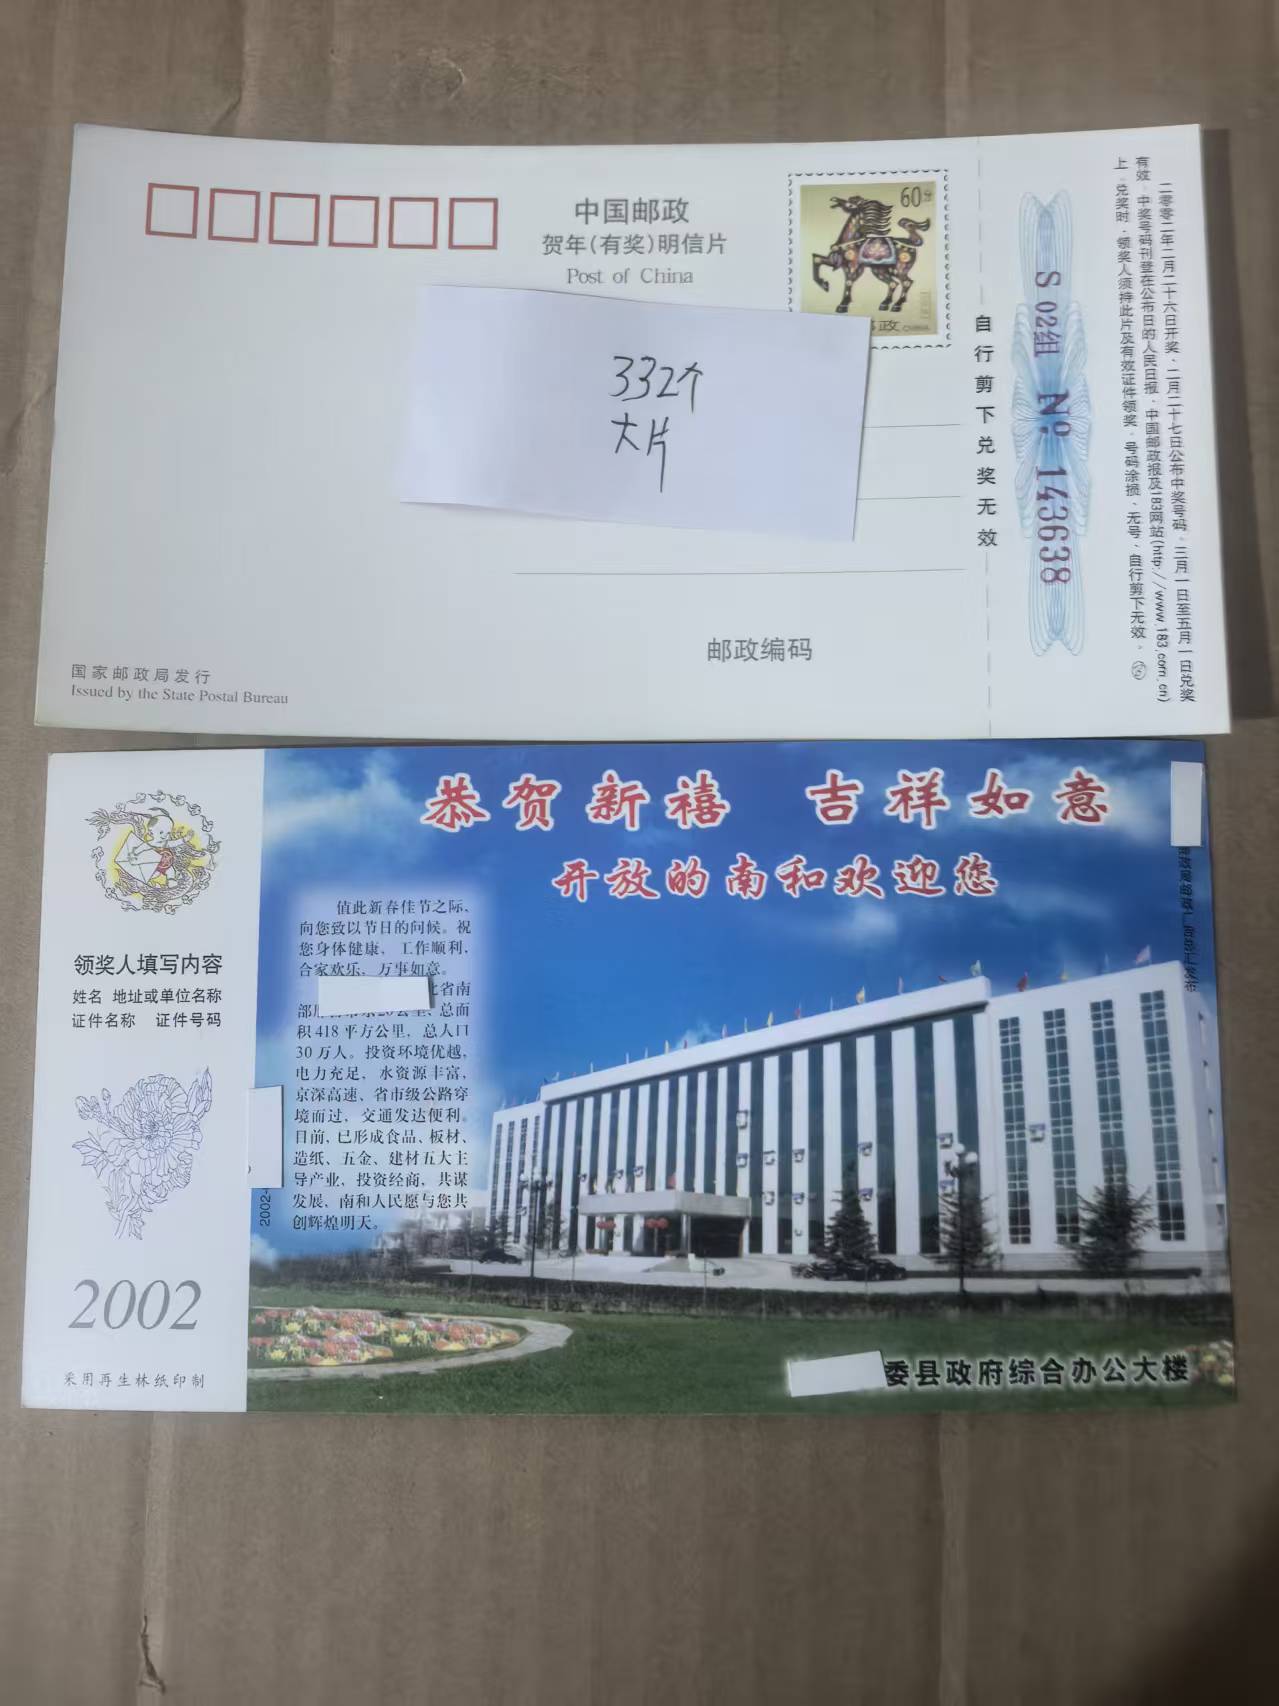 中国邮政
贺年(有奖)明信片
Post of China
60分
邮政 CHINA
332个
大片
邮政编码
国家邮政局发行
Issued by the State Postal Bureau
自行剪下兑奖无效
S 02组 No 143638
二零零二年二月二十六日开奖，二月二十七日公布中奖号码，三月一日至五月一日兑奖
有效。中奖号码刊登在公布日的人民日报、中国邮政报及183网站(http://www.183.com.cn)
上。兑奖时，领奖人须持此片及有效证件领奖，号码涂损、无号、自行剪下无效。
恭贺新禧 吉祥如意
开放的南和欢迎您
值此新春佳节之际、
向您致以节日的问候。祝
您身体健康，工作顺利，
合家欢乐，万事如意。
北省南
部
20公里、总面
积418平方公里，总人口
30万人。投资环境优越，
电力充足，水资源丰富，
京深高速、省市级公路穿
境而过，交通发达便利。
目前，已形成食品、板材、
造纸、五金、建材五大主
导产业，投资经商，共谋
发展，南和人民愿与您共
创辉煌明天。
领奖人填写内容
姓名 地址或单位名称
证件名称 证件号码
2002
采用再生林纸印制
2002-
委县政府综合办公大楼